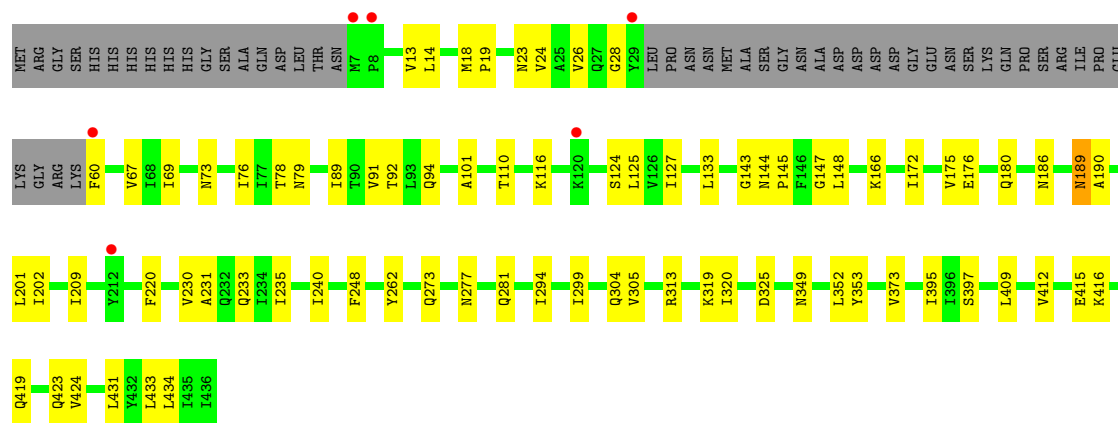 MET ARG GLY SER HIS HIS HIS HIS HIS HIS GLY SER ALA GLN ASP LEU THR ASN M7 P8 V13 L14 M18 P19 N23 V24 A25 V26 Q27 G28 Y29 LEU PRO ASN ASN MET ALA SER GLY ASN ALA ASP ASP ASP ASP GLY GLU ASN SER LYS GLN PRO SER ARG ILE PRO GLU
LYS GLY ARG LYS F60 V67 I68 I69 N73 I76 I77 T78 N79 I89 T90 V91 T92 L93 Q94 A101 T110 K116 K120 S124 L125 V126 I127 L133 G143 N144 P145 F146 G147 L148 K166 I172 V175 E176 Q180 N186 N189 A190
L201 I202 I209 Y212 F220 V230 A231 Q232 Q233 I234 I235 I240 F248 Y262 Q273 N277 Q281 I294 I299 Q304 V305 R313 K319 I320 D325 N349 L352 Y353 V373 I395 I396 S397 L409 V412 E415 K416
Q419 Q423 V424 L431 Y432 L433 L434 I435 I436